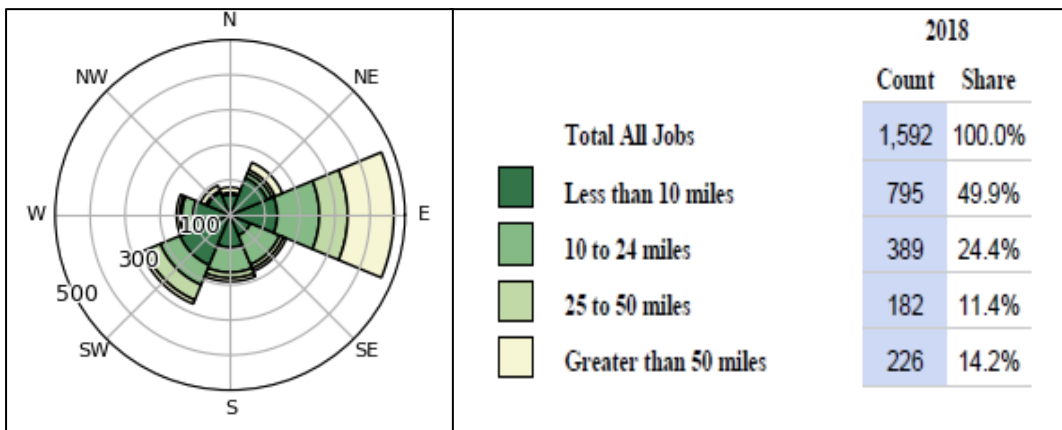 N
NW
NE
W
E
100
300
500
SW
SE
S
2018
Count Share
Total All Jobs 1,592 100.0%
Less than 10 miles 795 49.9%
10 to 24 miles 389 24.4%
25 to 50 miles 182 11.4%
Greater than 50 miles 226 14.2%